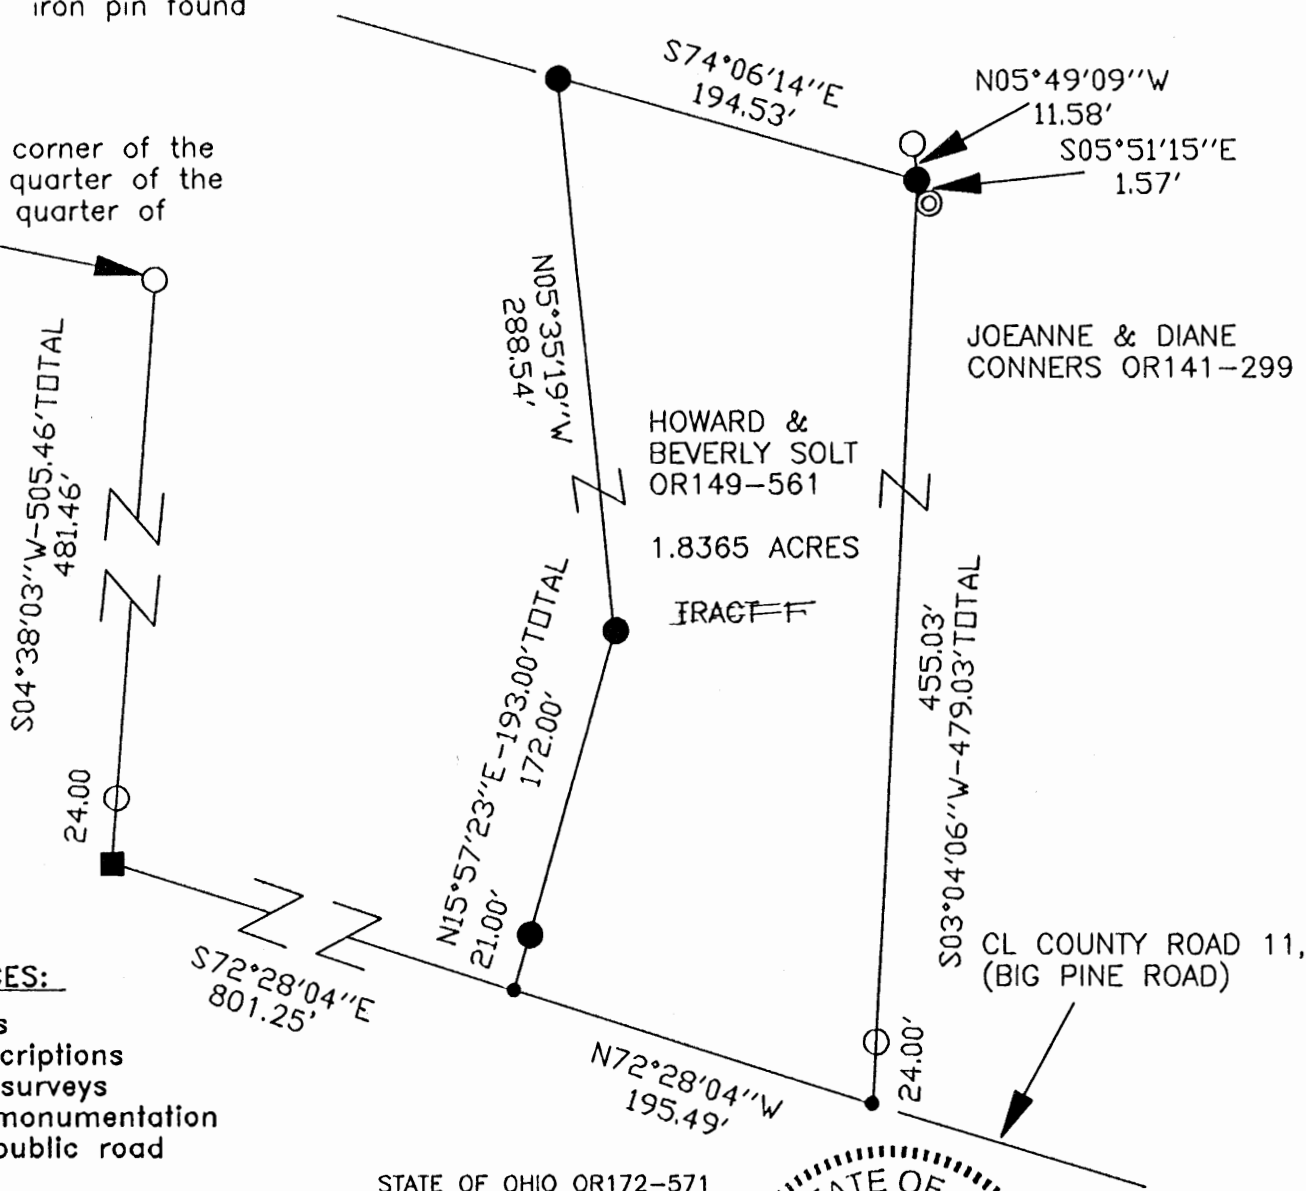 iron pin found
S74°06'14"E
194.53'
N05°49'09"W
11.58'
S05°51'15"E
1.57'
corner of the
quarter of the
quarter of
N05°35'19"W
288.54'
JOEANNE & DIANE
CONNERS OR141-299
S04°38'03"W-505.46'TOTAL
481.46'
HOWARD &
BEVERLY SOLT
OR149-561
1.8365 ACRES
TRACT F
N15°57'23"E-193.00'TOTAL
172.00'
455.03'
S03°04'06"W-479.03'TOTAL
24.00
21.00'
CL COUNTY ROAD 11,
(BIG PINE ROAD)
S72°28'04"E
801.25'
24.00'
N72°28'04"W
195.49'
CES:
s
criptions
surveys
monumentation
public road
STATE OF OHIO OR172-571
ATE OF